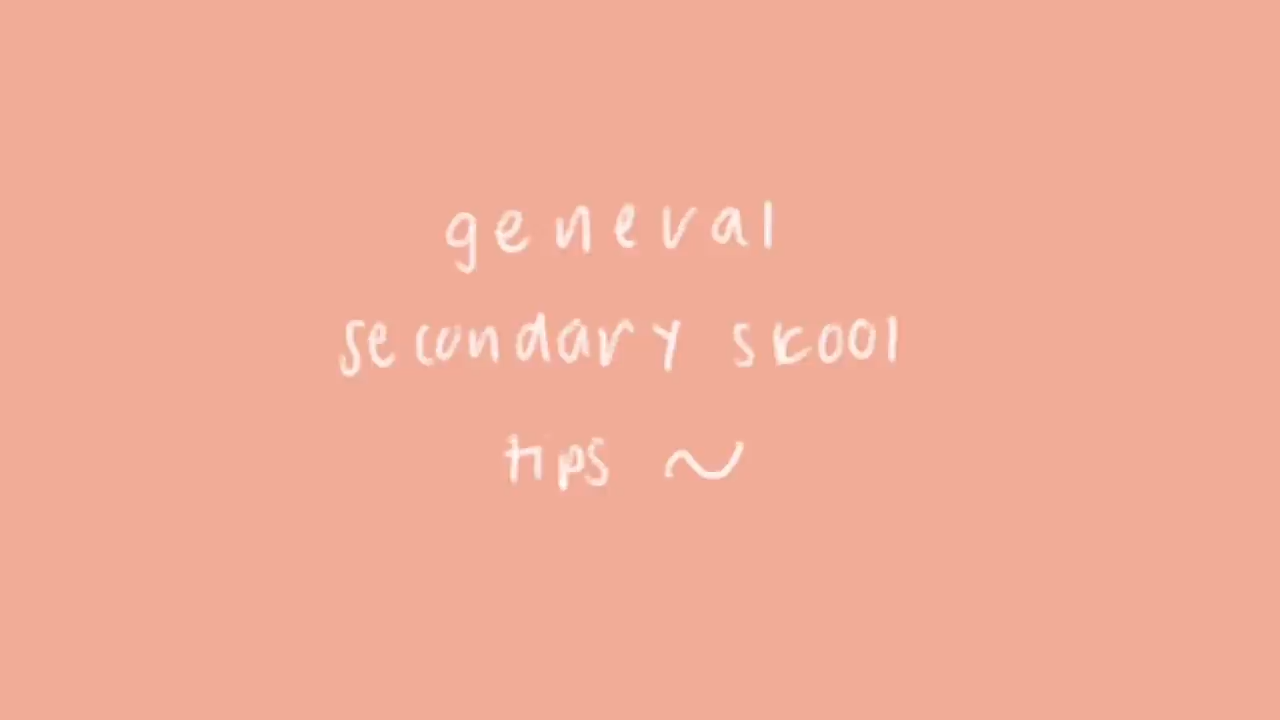 general
secondary skool
tips ~